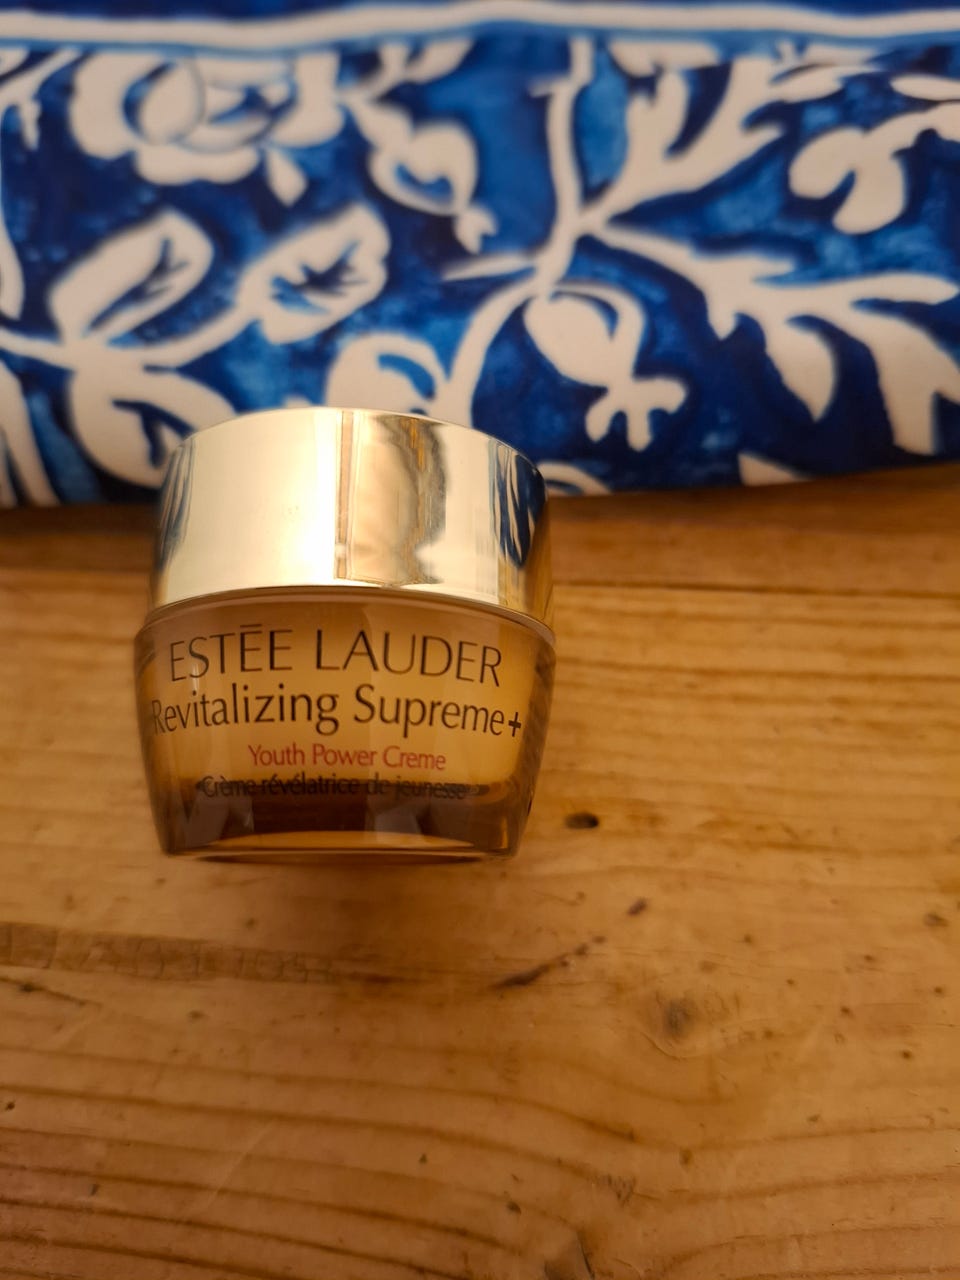 ESTĒE LAUDER
Revitalizing Supreme+
Youth Power Creme
«Crème révélatrice de jeunesse»